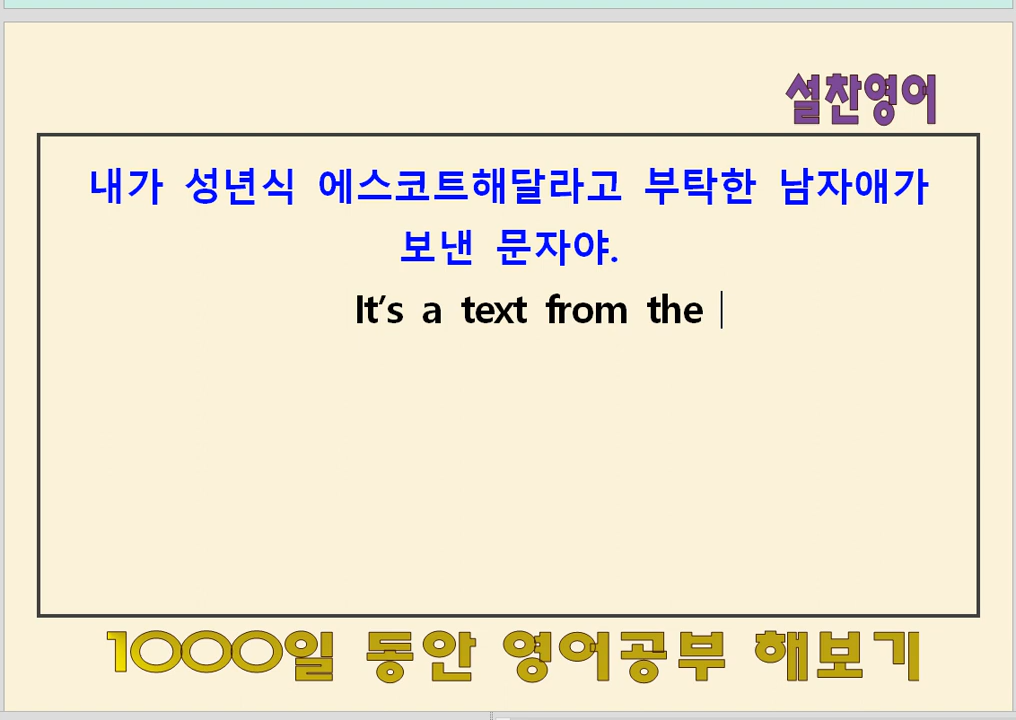 설찬영어
내가 성년식 에스코트해달라고 부탁한 남자애가
보낸 문자야.
It's a text from the
1000일 동안 영어공부 해보기